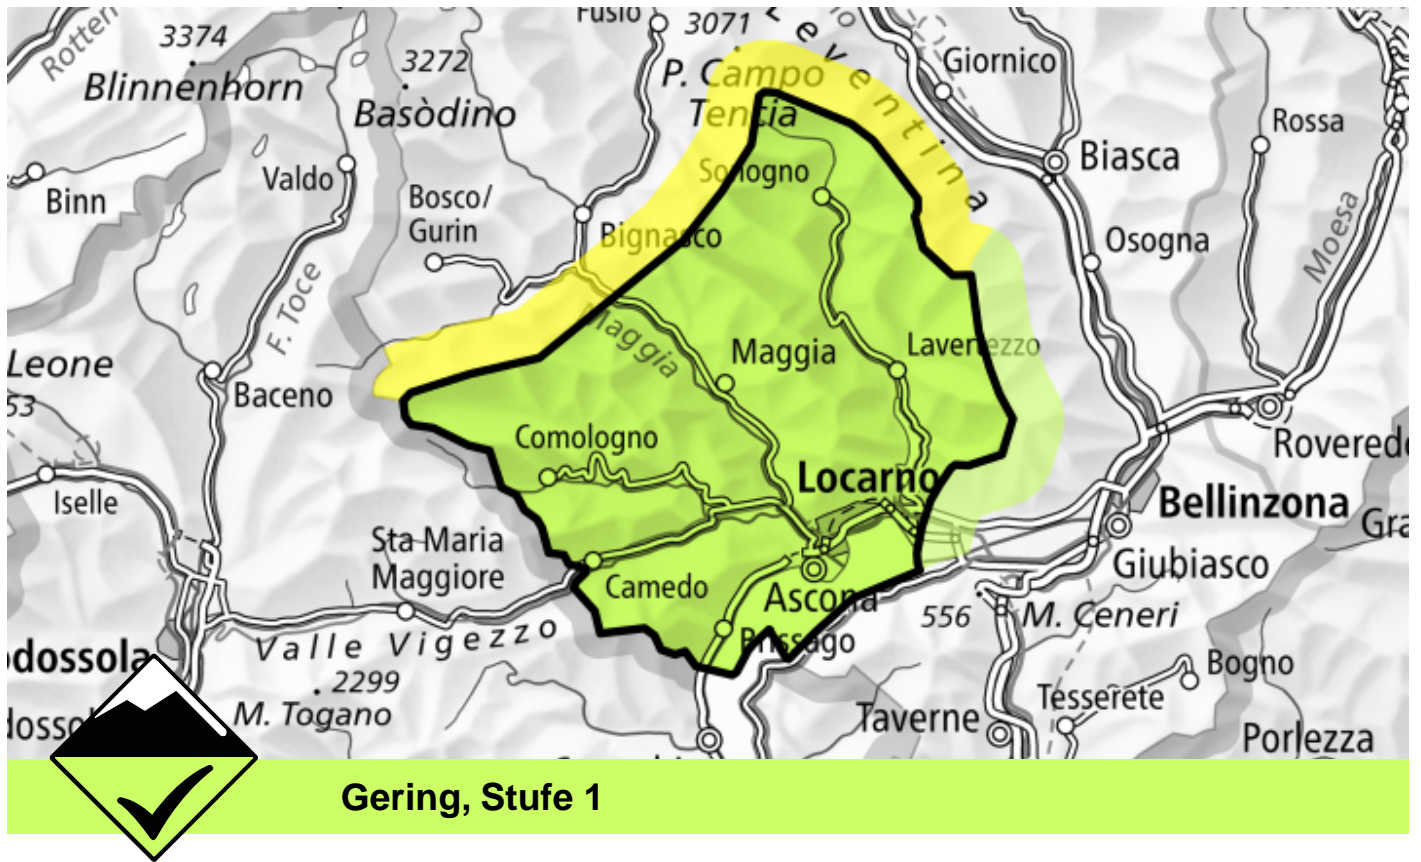 Rotten
3374
Blinnenhorn
3272
Basòdino
Fusio
3071
P. Campo
Tencia
Leventina
Giornico
Biasca
Rossa
Binn
Valdo
Bosco/
Gurin
Sonogno
Bignasco
Osogna
Moesa
F. Toce
Leone
53
Baceno
Maggia
Maggia
Lavertezzo
Comologno
Locarno
Roveredo
Bellinzona
Iselle
Sta Maria
Maggiore
Camedo
Ascona
Giubiasco
556
M. Ceneri
Valle Vigezzo
Brissago
2299
M. Togano
Bogno
Tesserete
Taverne
Porlezza
Gering, Stufe 1